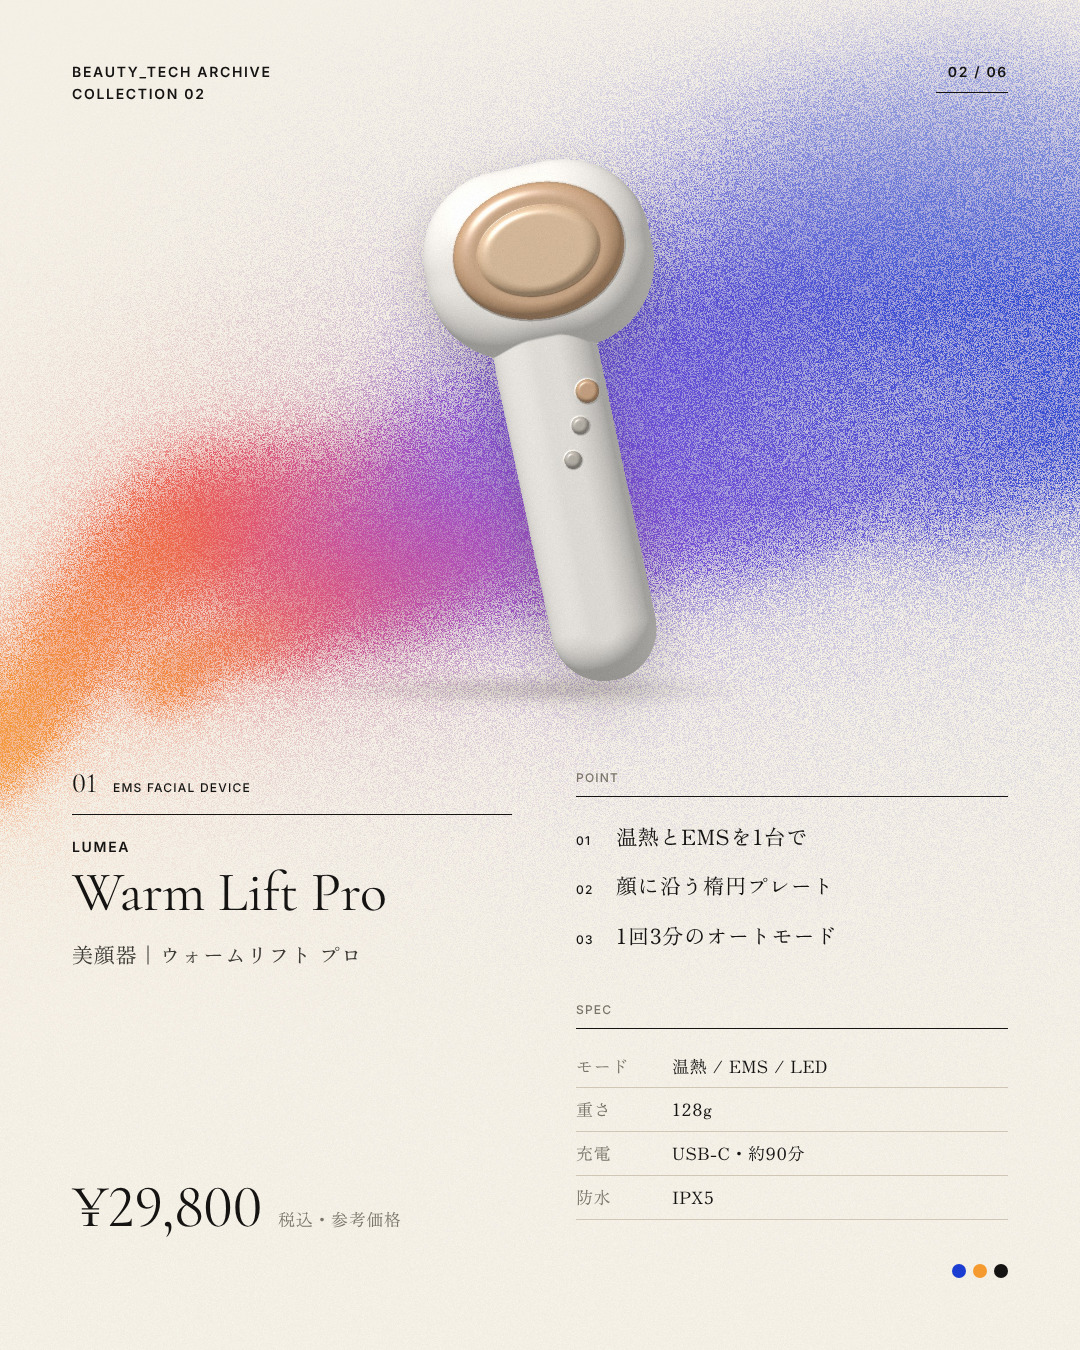 BEAUTY_TECH ARCHIVE
COLLECTION 02
02 / 06
01 EMS FACIAL DEVICE
LUMEA
Warm Lift Pro
美顔器｜ウォームリフト プロ
¥29,800 税込・参考価格
POINT
01 温熱とEMSを1台で
02 顔に沿う楕円プレート
03 1回3分のオートモード
SPEC
モード 温熱 / EMS / LED
重さ 128g
充電 USB-C・約90分
防水 IPX5